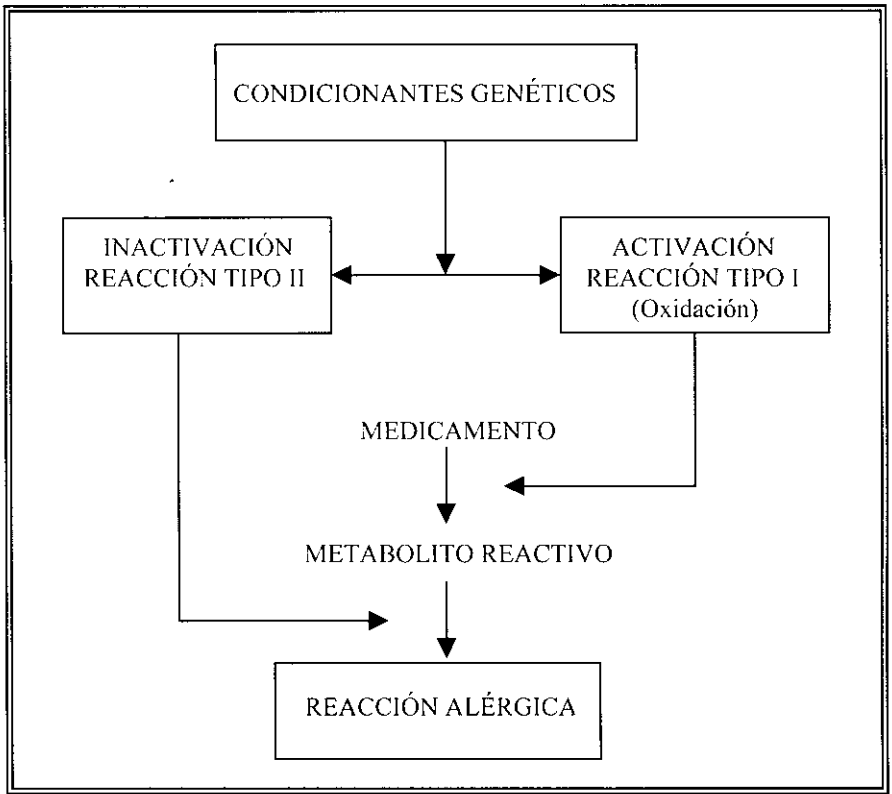 CONDICIONANTES GENÉTICOS
INACTIVACIÓN
REACCIÓN TIPO II
ACTIVACIÓN
REACCIÓN TIPO I
(Oxidación)
MEDICAMENTO
METABOLITO REACTIVO
REACCIÓN ALÉRGICA